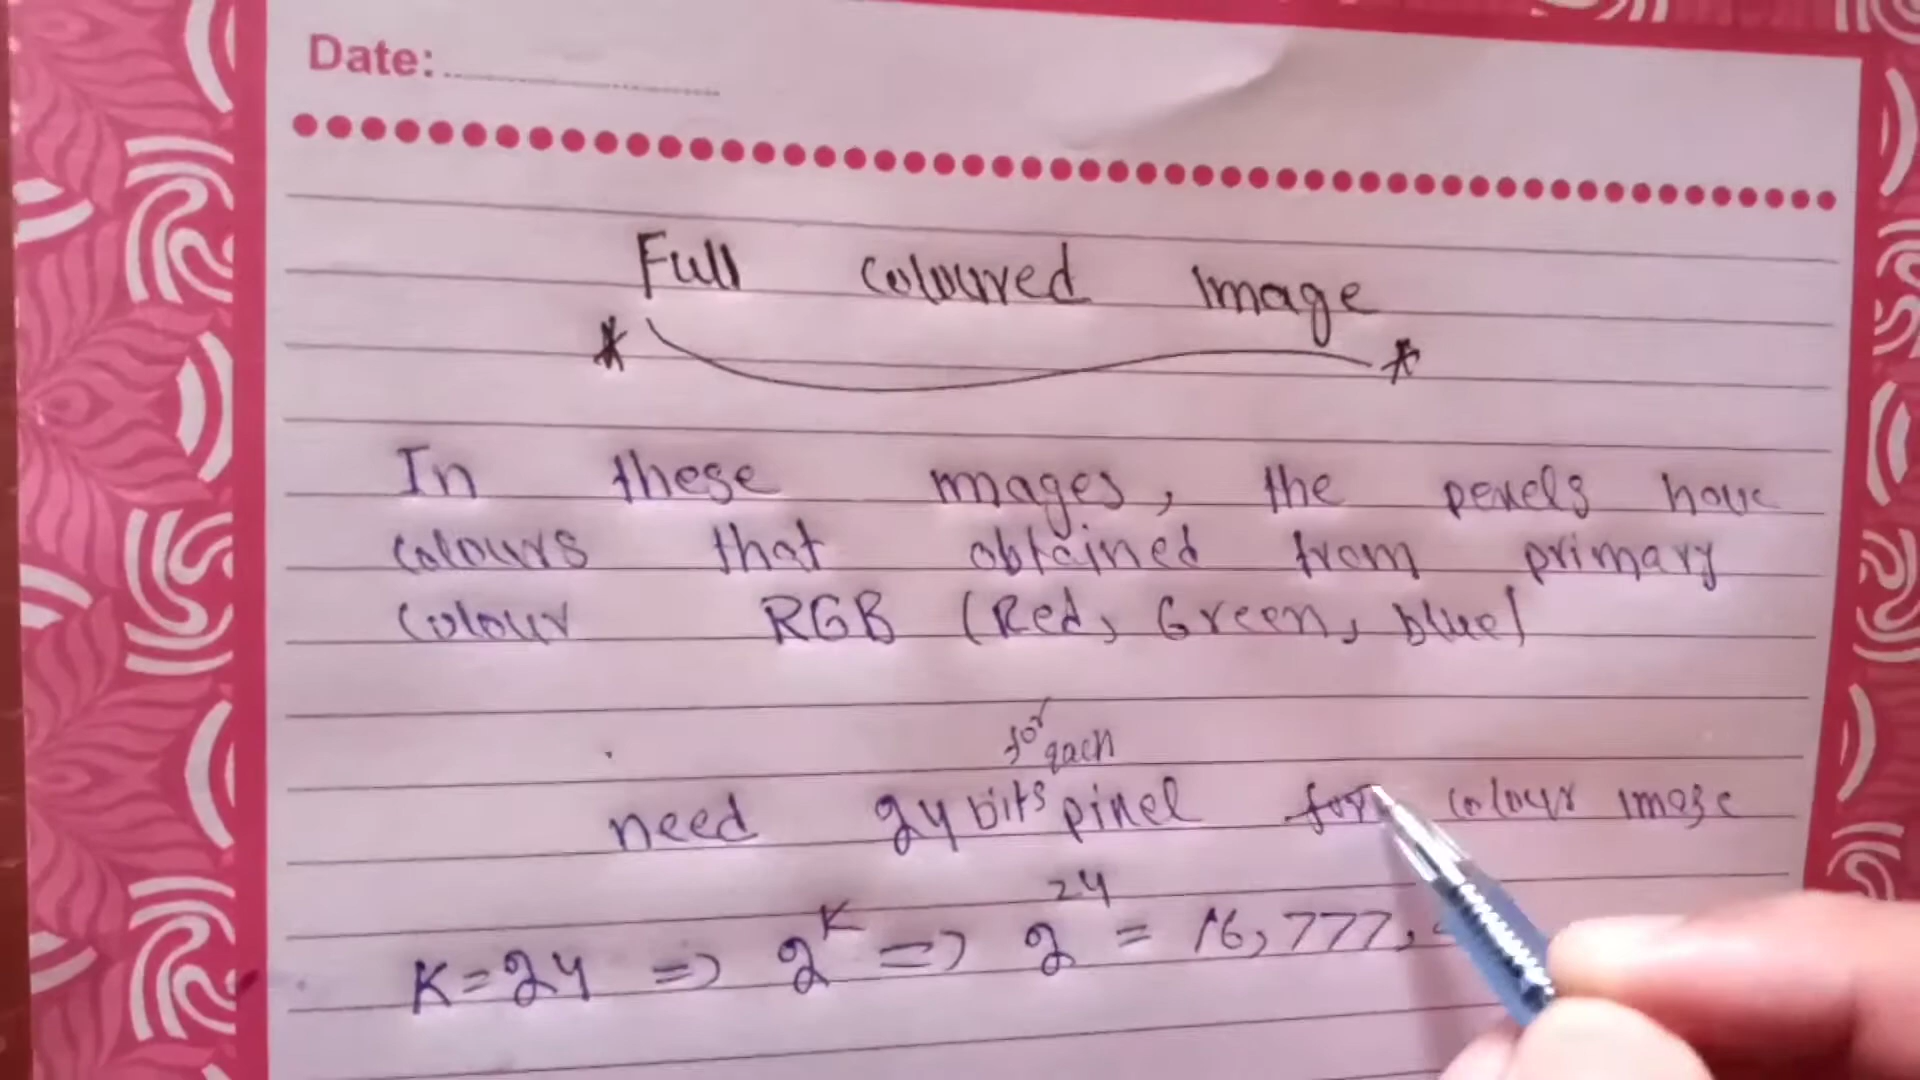 Date:
Full coloured Image
In these images, the pexels have
colours that obtained from primary
colour RGB (Red, Green, blue)
for
each
need 24 bits pixel for colour image
K=24 => 2^K => 2^24 = 16,777,